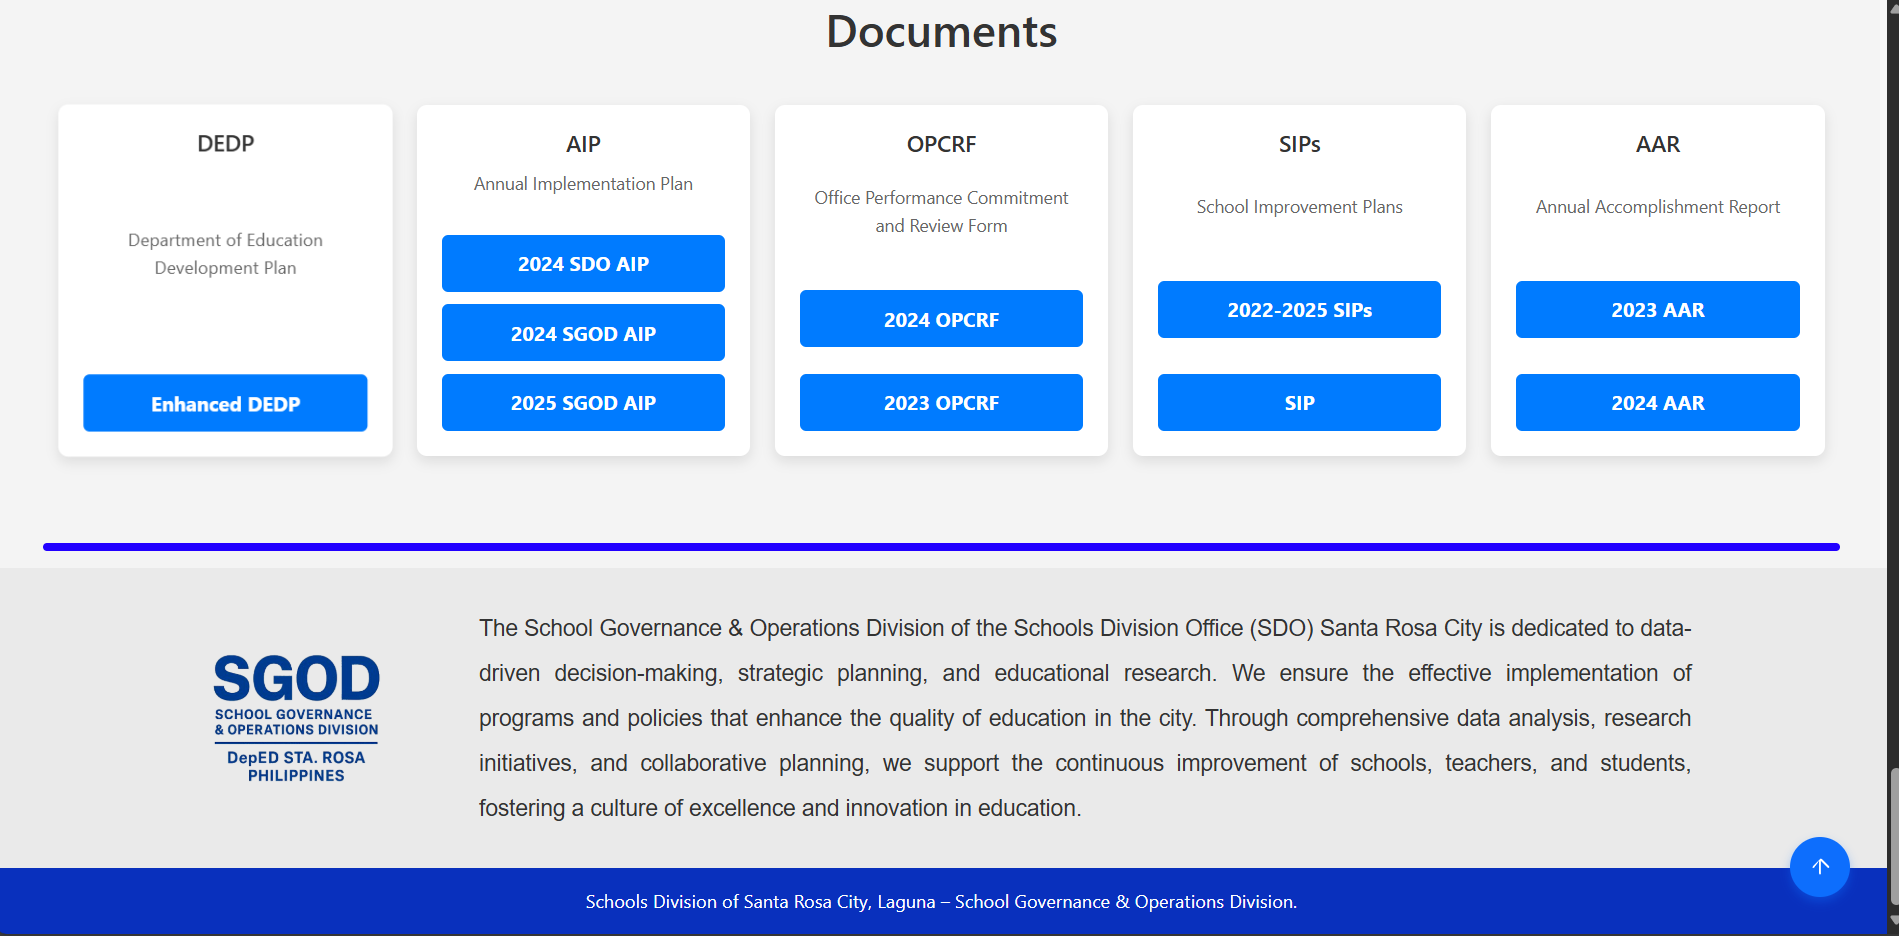 Documents
DEDP
Department of Education
Development Plan
Enhanced DEDP
AIP
Annual Implementation Plan
2024 SDO AIP
2024 SGOD AIP
2025 SGOD AIP
OPCRF
Office Performance Commitment
and Review Form
2024 OPCRF
2023 OPCRF
SIPs
School Improvement Plans
2022-2025 SIPs
SIP
AAR
Annual Accomplishment Report
2023 AAR
2024 AAR
SGOD
SCHOOL GOVERNANCE
& OPERATIONS DIVISION
DepED STA. ROSA
PHILIPPINES
The School Governance & Operations Division of the Schools Division Office (SDO) Santa Rosa City is dedicated to data-
driven decision-making, strategic planning, and educational research. We ensure the effective implementation of
programs and policies that enhance the quality of education in the city. Through comprehensive data analysis, research
initiatives, and collaborative planning, we support the continuous improvement of schools, teachers, and students,
fostering a culture of excellence and innovation in education.
Schools Division of Santa Rosa City, Laguna – School Governance & Operations Division.